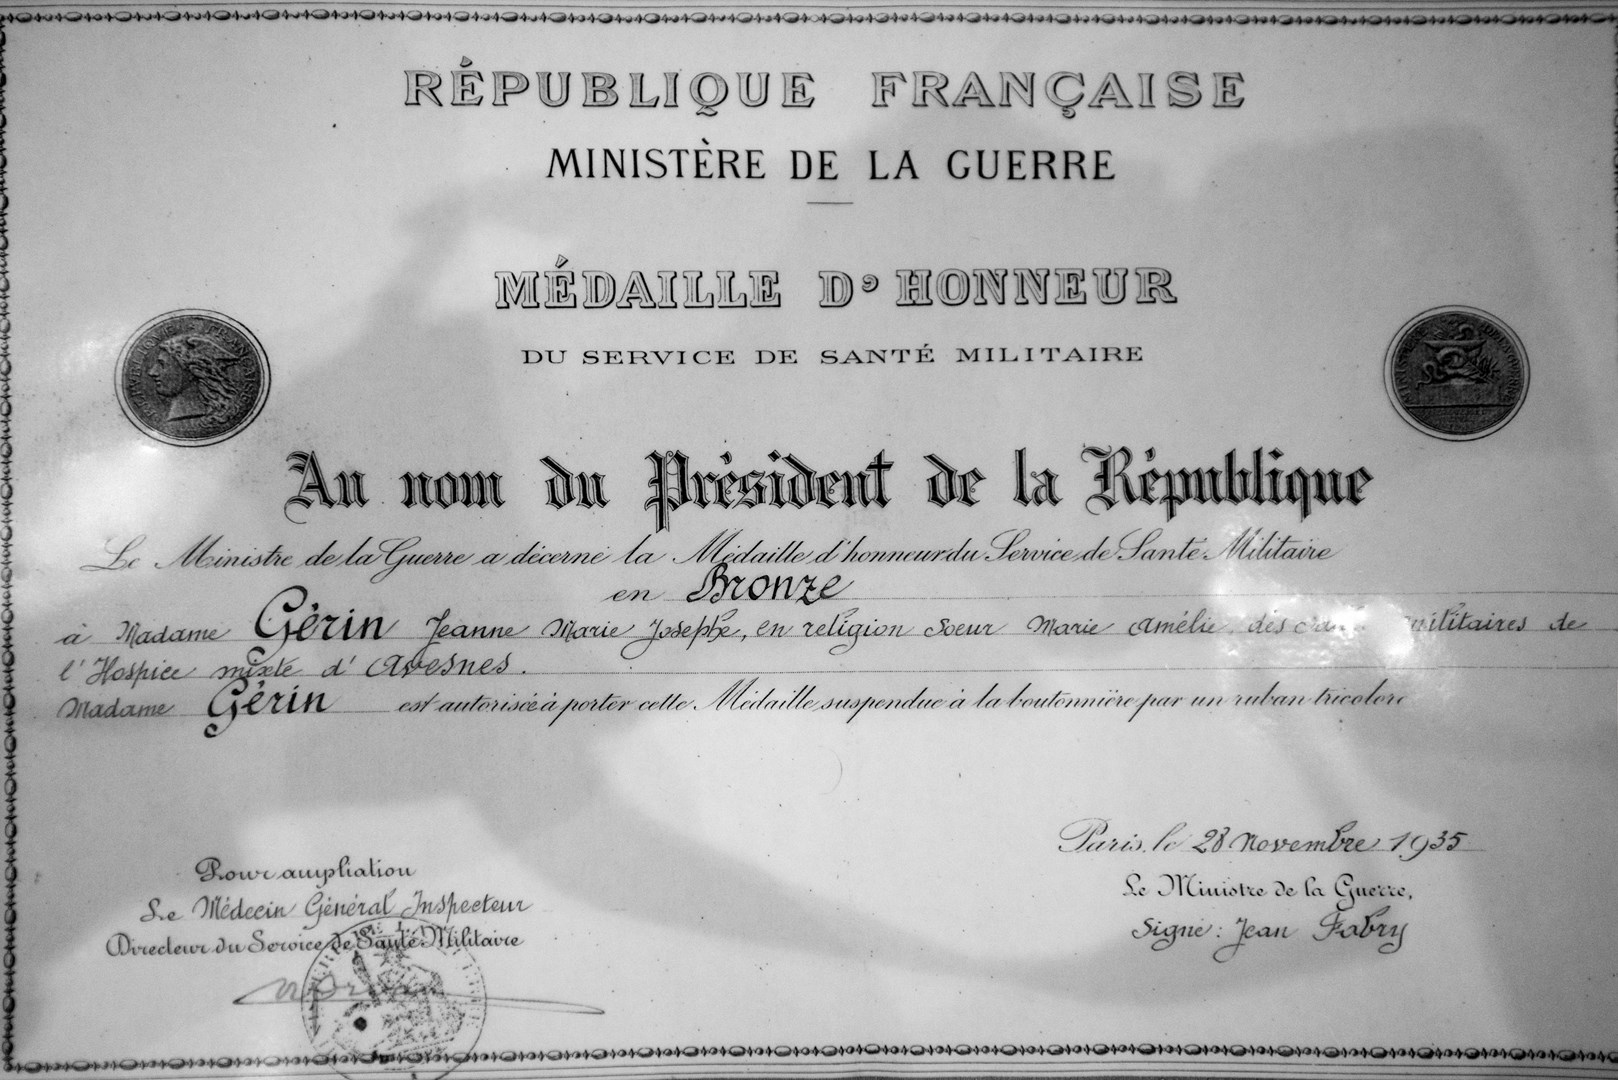 RÉPUBLIQUE FRANÇAISE
MINISTÈRE DE LA GUERRE
MÉDAILLE D'HONNEUR
DU SERVICE DE SANTÉ MILITAIRE
Au nom du Président de la République
Le Ministre de la Guerre a décerné la Médaille d'honneur du Service de Santé Militaire
en Bronze
à Madame Gérin Jeanne Marie Josephe, en religion Soeur Marie Amélie, des militaires de
l'Hospice mixte d'Avesnes.
Madame Gérin est autorisée à porter cette Médaille suspendue à la boutonnière par un ruban tricolore
Paris, le 28 Novembre 1935
Le Ministre de la Guerre,
Signé : Jean Fabry
Pour ampliation
Le Médecin Général Inspecteur
Directeur du Service de Santé Militaire